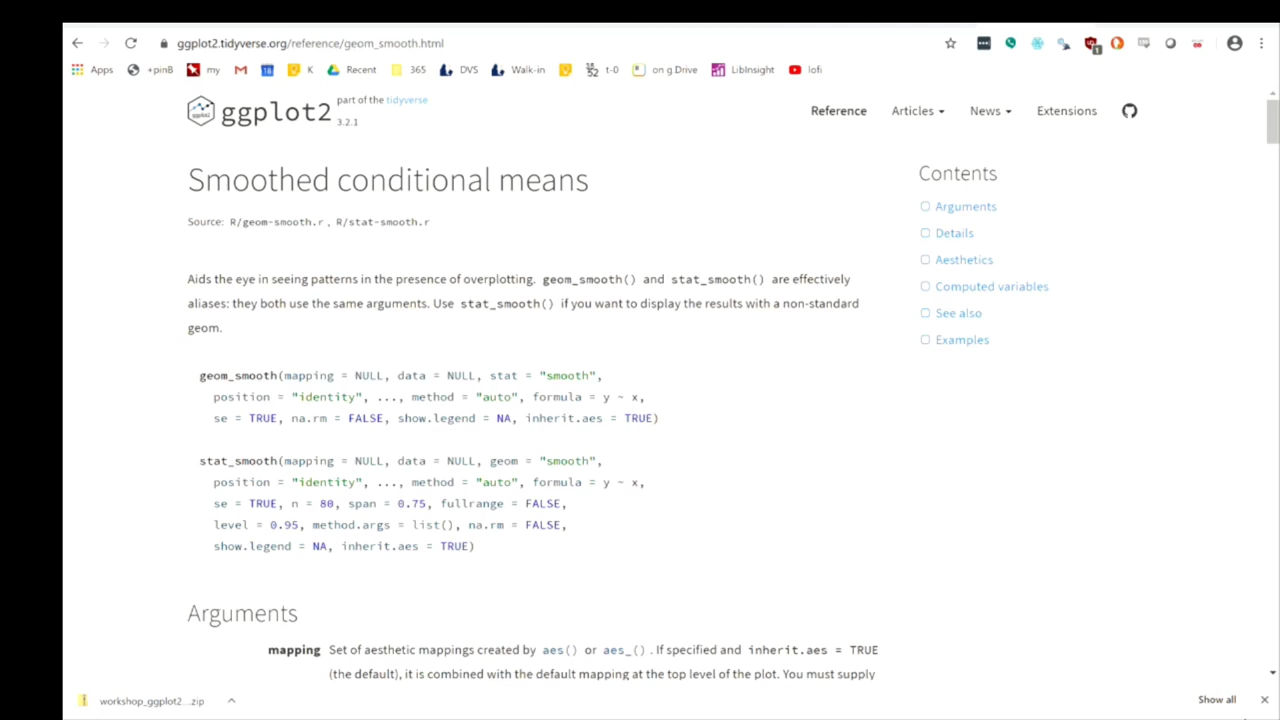 ggplot2.tidyverse.org/reference/geom_smooth.html
1
Apps +pinB my 18 K Recent 365 DVS Walk-in t-0 on g.Drive LibInsight lofi
ggplot2 part of the tidyverse
3.2.1
Reference Articles News Extensions
Smoothed conditional means
Source: R/geom-smooth.r, R/stat-smooth.r
Aids the eye in seeing patterns in the presence of overplotting. geom_smooth() and stat_smooth() are effectively
aliases: they both use the same arguments. Use stat_smooth() if you want to display the results with a non-standard
geom.
geom_smooth(mapping = NULL, data = NULL, stat = "smooth",
position = "identity", ..., method = "auto", formula = y ~ x,
se = TRUE, na.rm = FALSE, show.legend = NA, inherit.aes = TRUE)
stat_smooth(mapping = NULL, data = NULL, geom = "smooth",
position = "identity", ..., method = "auto", formula = y ~ x,
se = TRUE, n = 80, span = 0.75, fullrange = FALSE,
level = 0.95, method.args = list(), na.rm = FALSE,
show.legend = NA, inherit.aes = TRUE)
Arguments
mapping Set of aesthetic mappings created by aes() or aes_(). If specified and inherit.aes = TRUE
(the default), it is combined with the default mapping at the top level of the plot. You must supply
Contents
Arguments
Details
Aesthetics
Computed variables
See also
Examples
workshop_ggplot2....zip
Show all